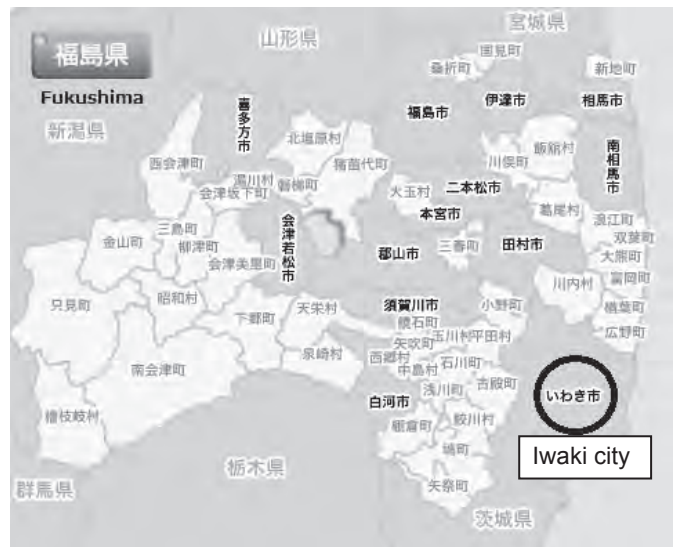 宮城県
山形県
国見町
福島県
桑折町
新地町
Fukushima
喜多方市
福島市
伊達市
相馬市
新潟県
北塩原村
飯舘村
南相馬市
西会津町
猪苗代町
川俣町
湯川村
磐梯町
会津坂下町
大玉村
二本松市
葛尾村
本宮市
浪江町
三島町
会津若松市
双葉町
金山町
柳津町
郡山市
三春町
田村市
大熊町
会津美里町
川内村
富岡町
只見町
昭和村
天栄村
須賀川市
小野町
楢葉町
下郷町
鏡石町
広野町
矢吹町
玉川村
平田村
泉崎村
西郷村
石川町
南会津町
中島村
古殿町
浅川町
いわき市
白河市
檜枝岐村
棚倉町
鮫川村
Iwaki city
塙町
栃木県
群馬県
矢祭町
茨城県